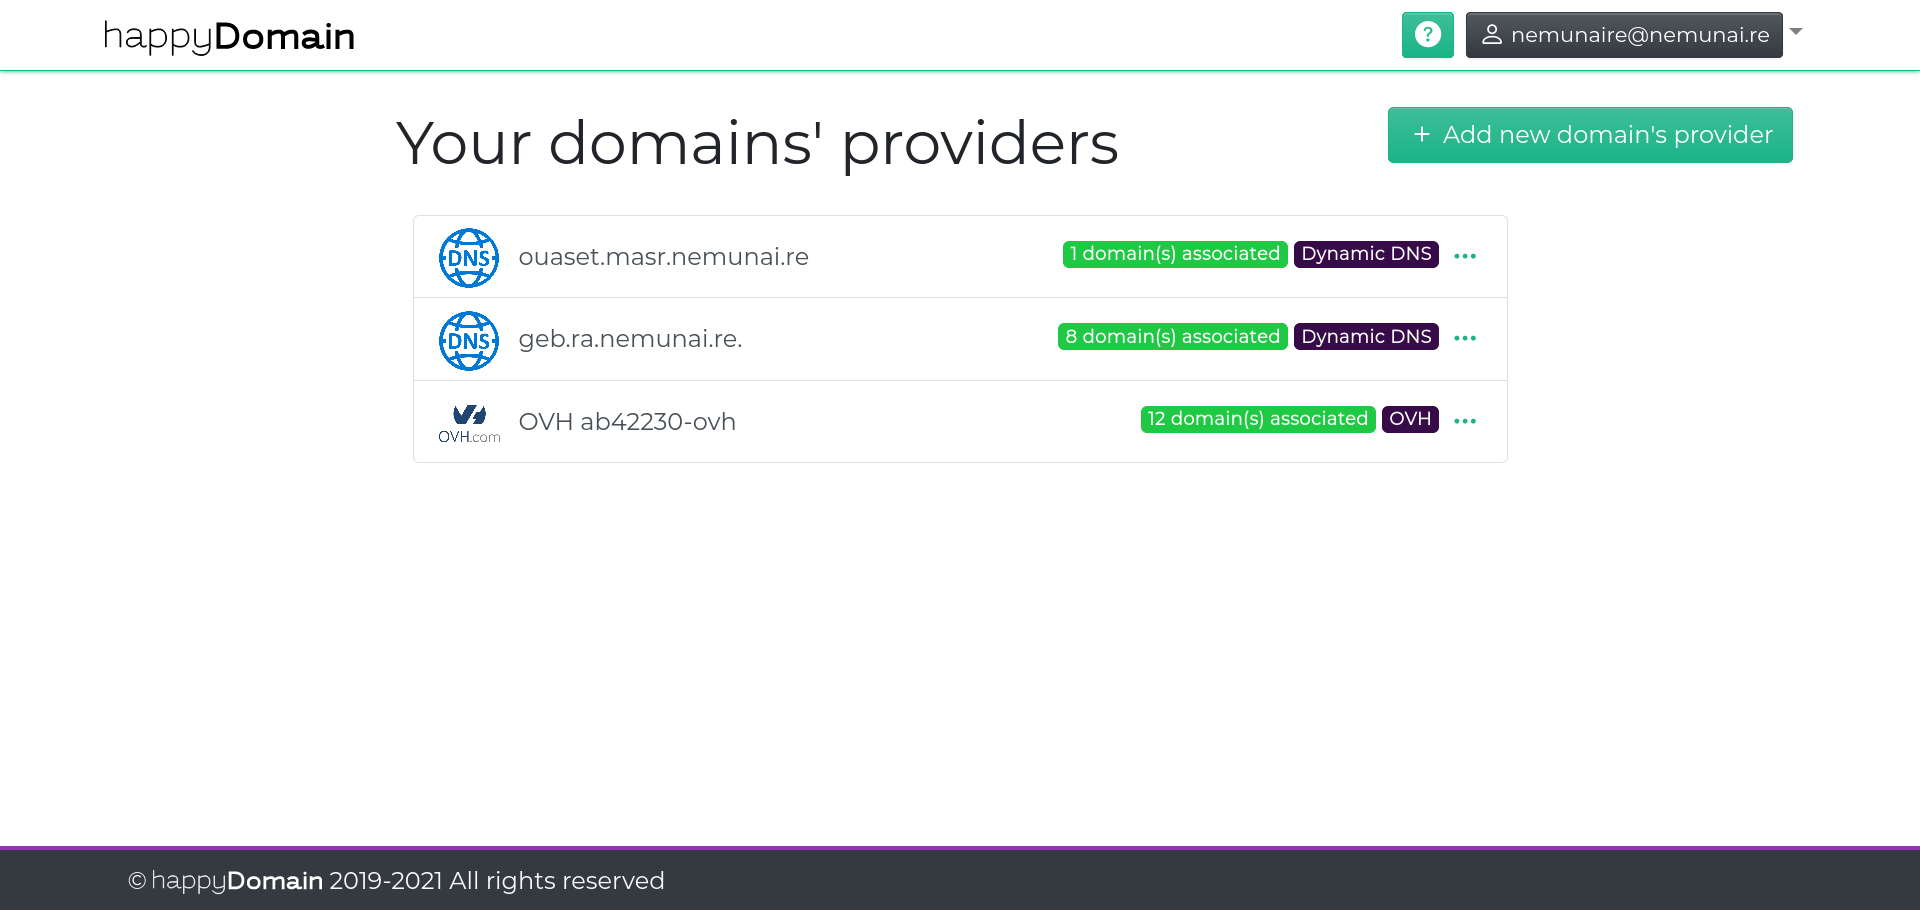 happyDomain
? nemunaire@nemunai.re
Your domains' providers
+ Add new domain's provider
DNS ouaset.masr.nemunai.re 1 domain(s) associated Dynamic DNS ...
DNS geb.ra.nemunai.re. 8 domain(s) associated Dynamic DNS ...
OVH.com OVH ab42230-ovh 12 domain(s) associated OVH ...
© happyDomain 2019-2021 All rights reserved